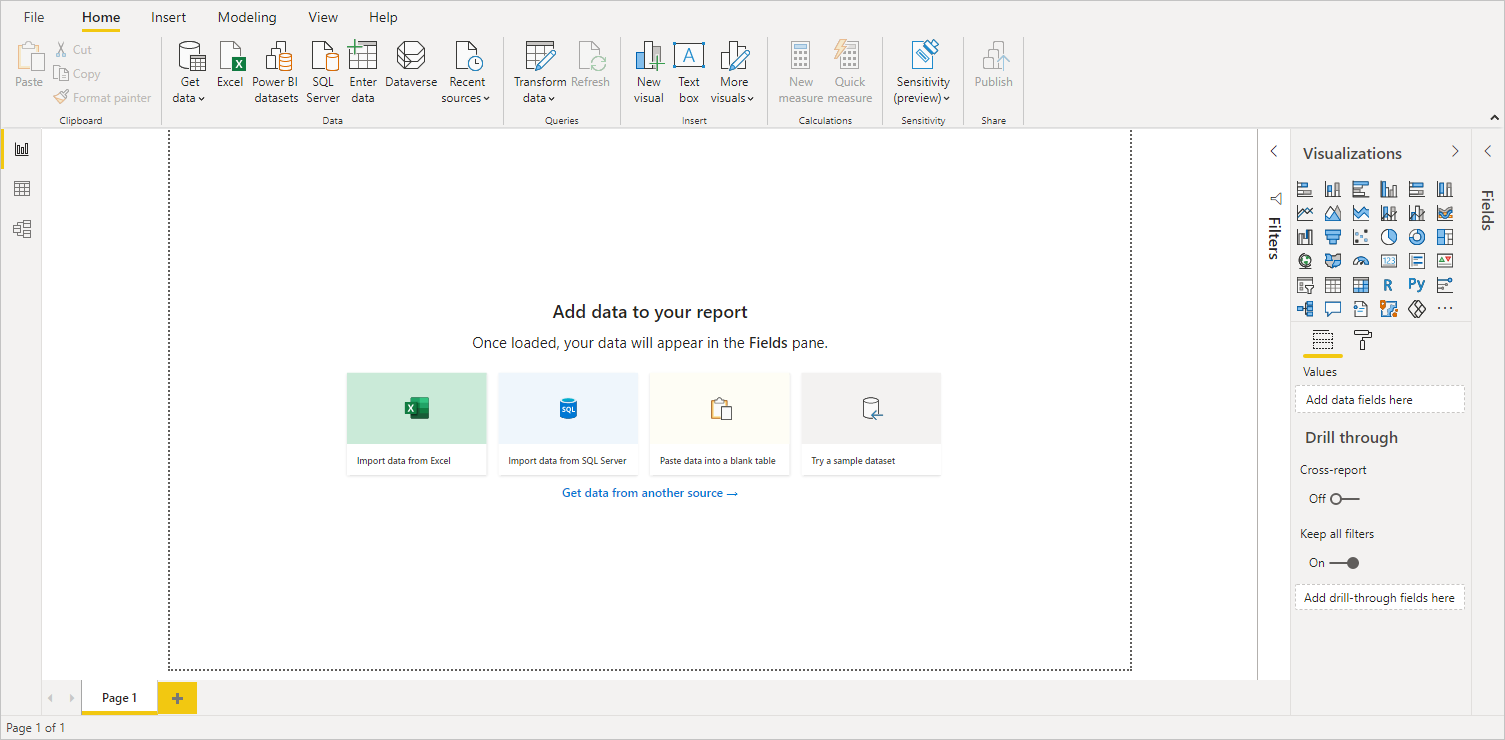 File Home Insert Modeling View Help
Paste
Cut
Copy
Format painter
Clipboard
Get data
Excel
Power BI datasets
SQL Server
Enter data
Dataverse
Recent sources
Data
Transform data
Refresh
Queries
New visual
Text box
More visuals
Insert
New measure
Quick measure
Calculations
Sensitivity (preview)
Sensitivity
Publish
Share
Add data to your report
Once loaded, your data will appear in the Fields pane.
Import data from Excel
SQL
Import data from SQL Server
Paste data into a blank table
Try a sample dataset
Get data from another source →
Filters
Visualizations
123
R
Py
Values
Add data fields here
Drill through
Cross-report
Off
Keep all filters
On
Add drill-through fields here
Fields
Page 1
Page 1 of 1